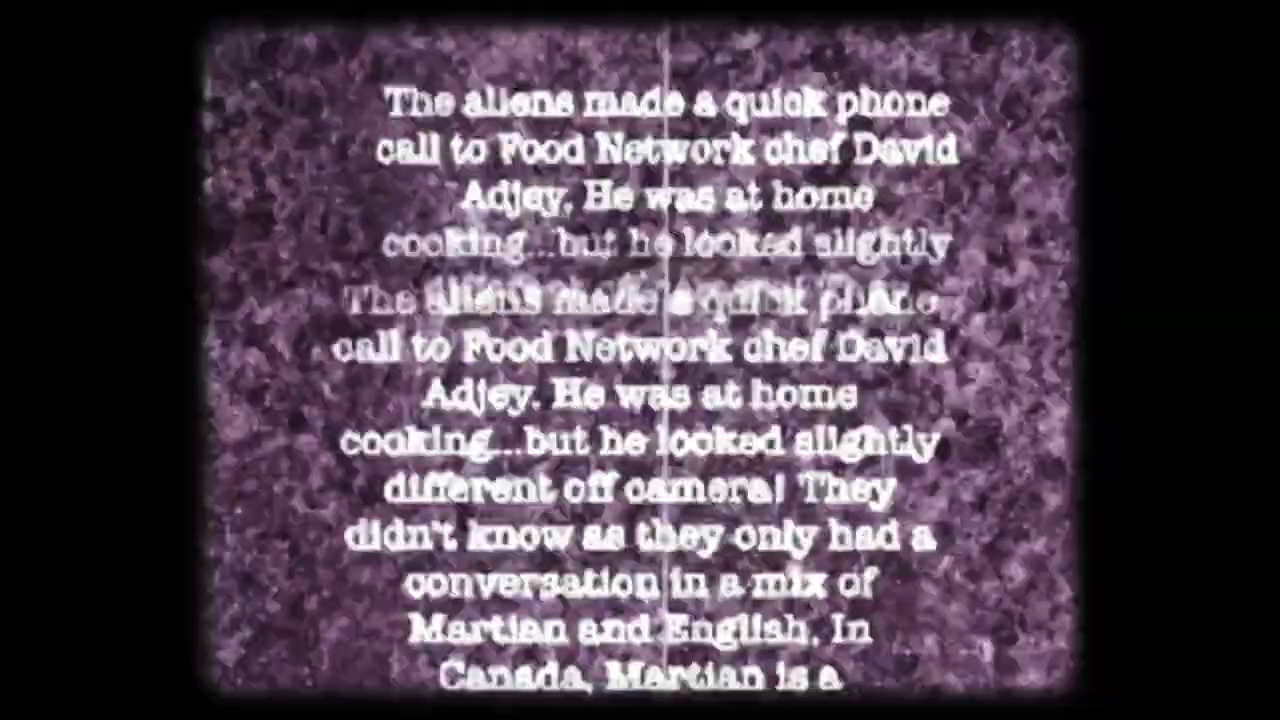 The aliens made a quick phone
call to Food Network chef David
Adjey. He was at home
cooking...but he looked slightly
The aliens made a quick phone
call to Food Network chef David
Adjey. He was at home
cooking...but he looked slightly
different off camera! They
didn't know as they only had a
conversation in a mix of
Martian and English. In
Canada, Martian is a